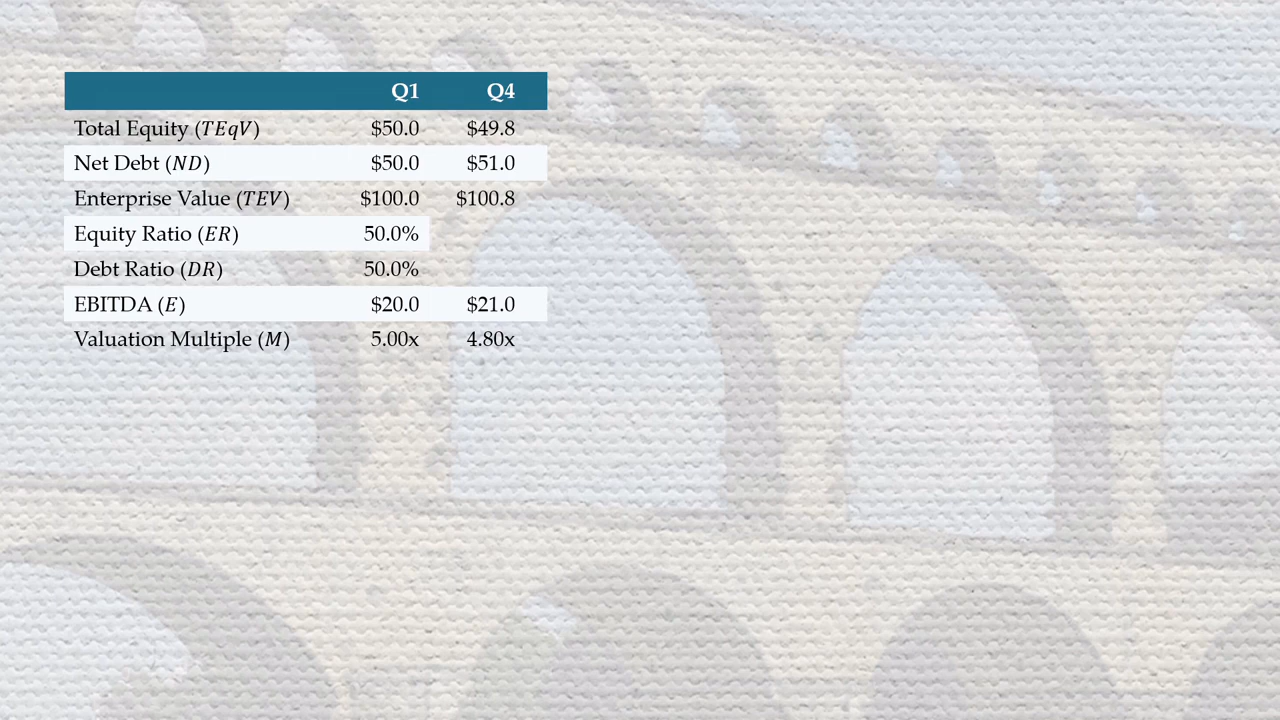 Q1 Q4
Total Equity (TEqV) $50.0 $49.8
Net Debt (ND) $50.0 $51.0
Enterprise Value (TEV) $100.0 $100.8
Equity Ratio (ER) 50.0%
Debt Ratio (DR) 50.0%
EBITDA (E) $20.0 $21.0
Valuation Multiple (M) 5.00x 4.80x